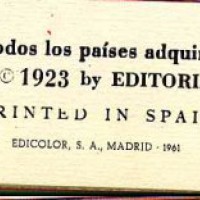 odos los países adquir
© 1923 by EDITORI
RINTED IN SPAI
EDICOLOR, S. A., MADRID - 1961